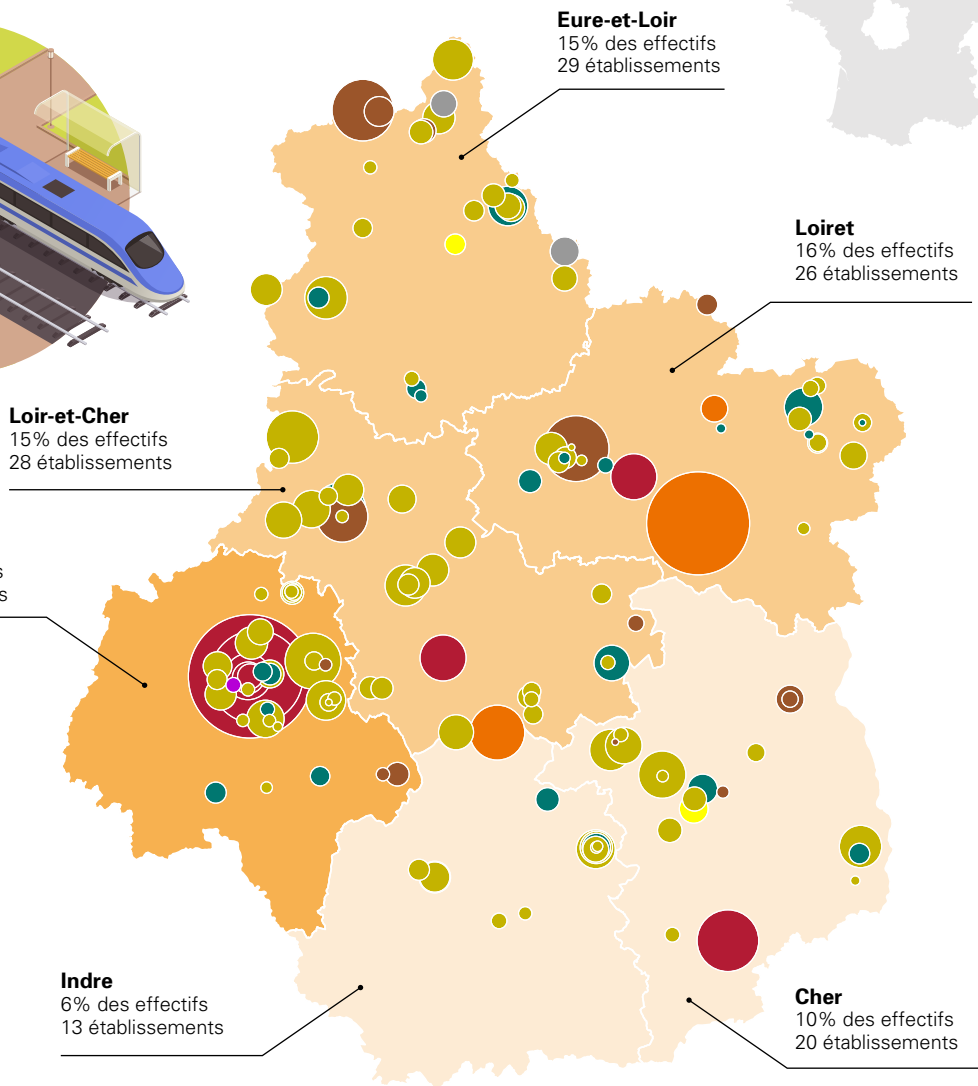 Eure-et-Loir
15% des effectifs
29 établissements
Loiret
16% des effectifs
26 établissements
Loir-et-Cher
15% des effectifs
28 établissements
Indre
6% des effectifs
13 établissements
Cher
10% des effectifs
20 établissements